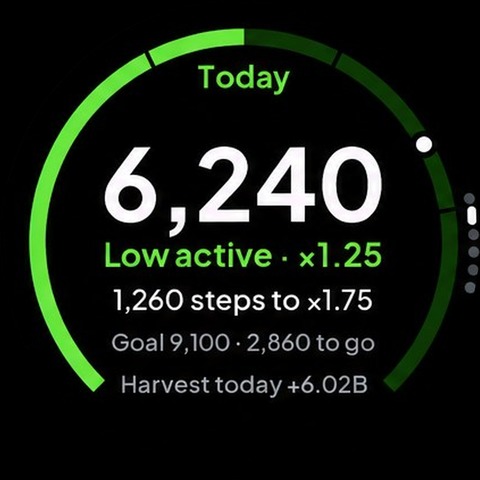 Today
6,240
Low active · ×1.25
1,260 steps to ×1.75
Goal 9,100 · 2,860 to go
Harvest today +6.02B